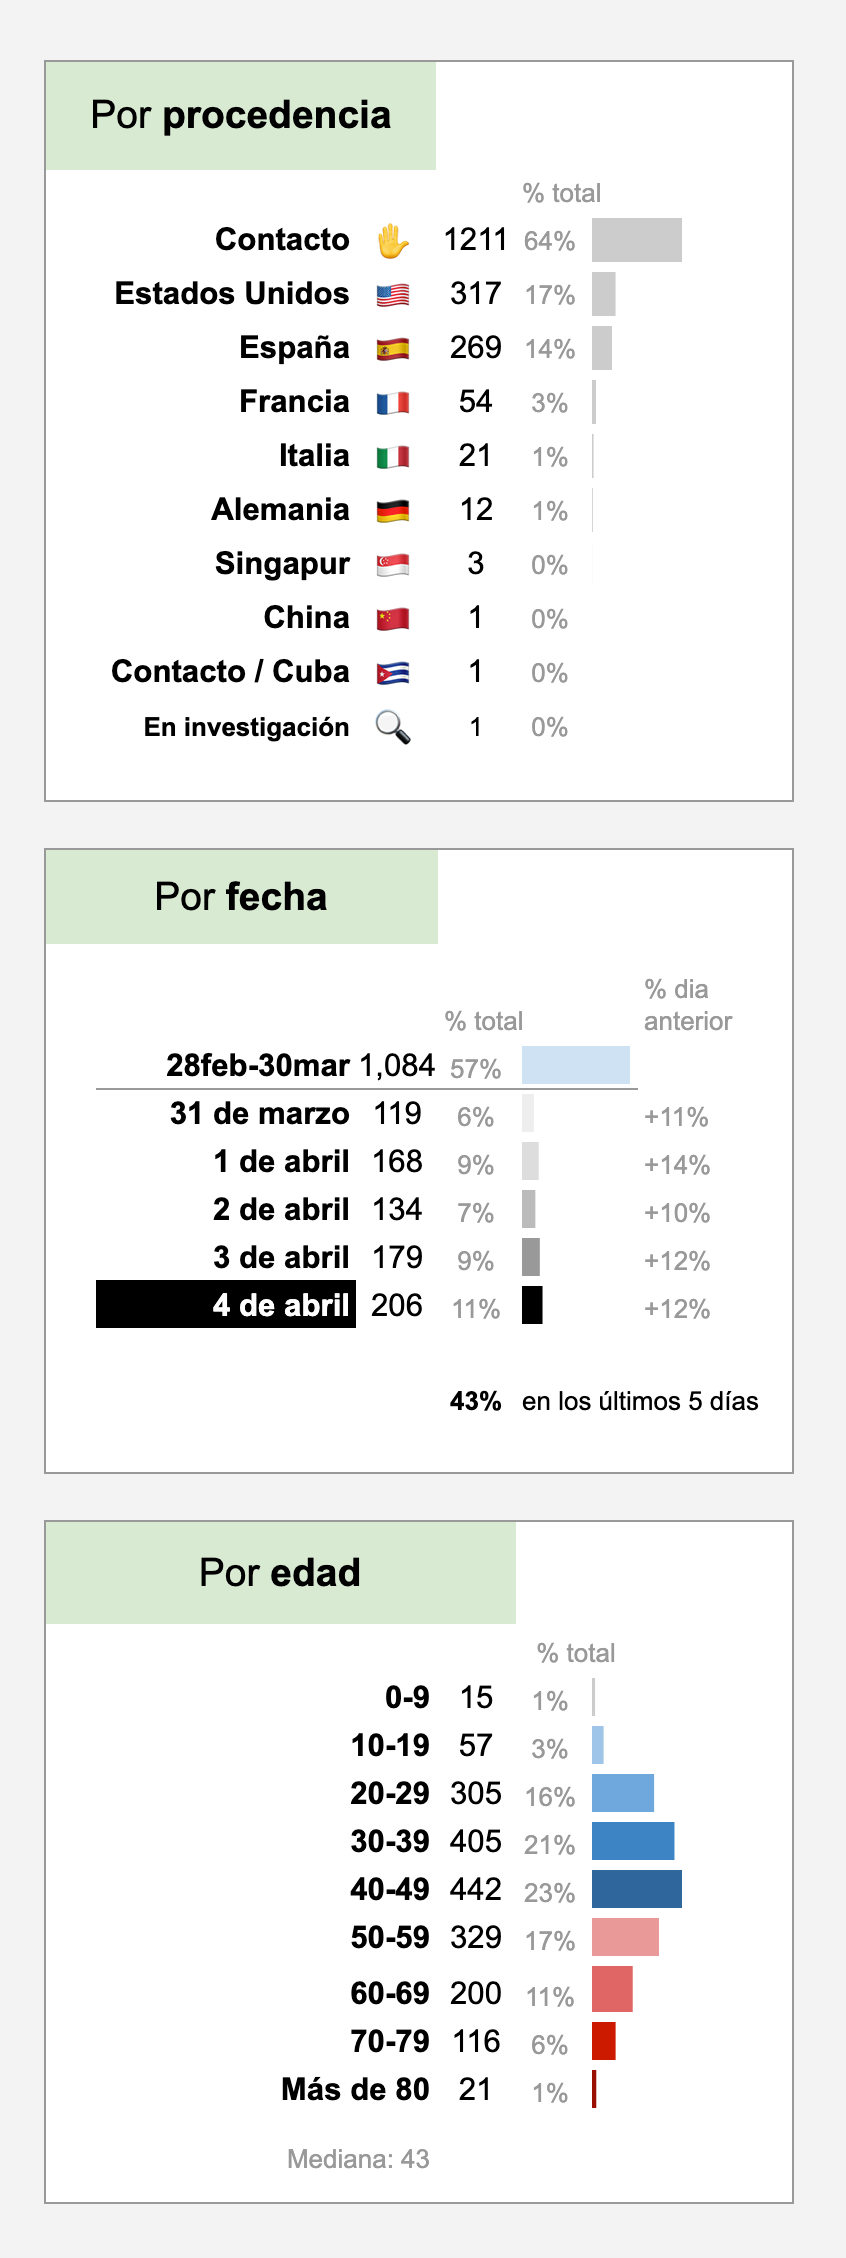 Por procedencia
% total
Contacto 1211 64%
Estados Unidos 317 17%
España 269 14%
Francia 54 3%
Italia 21 1%
Alemania 12 1%
Singapur 3 0%
China 1 0%
Contacto / Cuba 1 0%
En investigación 1 0%
Por fecha
% dia
% total anterior
28feb-30mar 1,084 57%
31 de marzo 119 6% +11%
1 de abril 168 9% +14%
2 de abril 134 7% +10%
3 de abril 179 9% +12%
4 de abril 206 11% +12%
43% en los últimos 5 días
Por edad
% total
0-9 15 1%
10-19 57 3%
20-29 305 16%
30-39 405 21%
40-49 442 23%
50-59 329 17%
60-69 200 11%
70-79 116 6%
Más de 80 21 1%
Mediana: 43